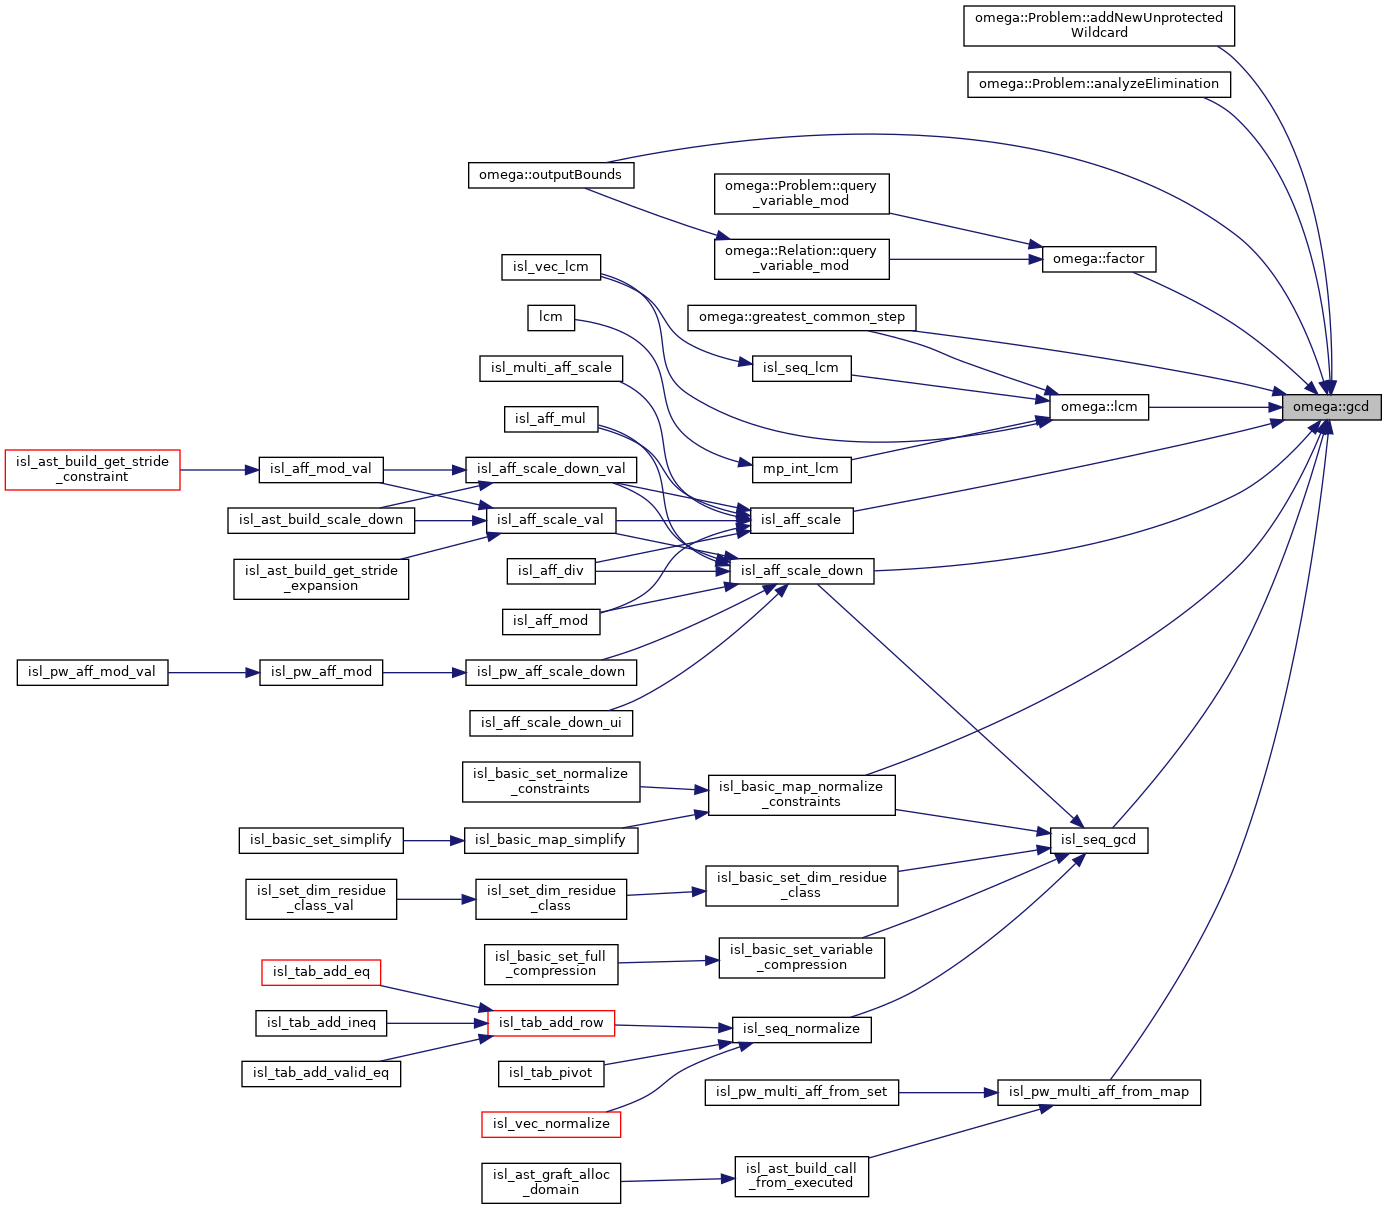 omega::Problem::addNewUnprotected
Wildcard
omega::Problem::analyzeElimination
omega::outputBounds
omega::Problem::query
_variable_mod
omega::Relation::query
_variable_mod
omega::factor
isl_vec_lcm
lcm
omega::greatest_common_step
isl_multi_aff_scale
isl_seq_lcm
omega::lcm
omega::gcd
isl_aff_mul
isl_ast_build_get_stride
_constraint
isl_aff_mod_val
isl_aff_scale_down_val
mp_int_lcm
isl_ast_build_scale_down
isl_aff_scale_val
isl_aff_scale
isl_ast_build_get_stride
_expansion
isl_aff_div
isl_aff_scale_down
isl_aff_mod
isl_pw_aff_mod_val
isl_pw_aff_mod
isl_pw_aff_scale_down
isl_aff_scale_down_ui
isl_basic_set_normalize
_constraints
isl_basic_map_normalize
_constraints
isl_basic_set_simplify
isl_basic_map_simplify
isl_seq_gcd
isl_set_dim_residue
_class_val
isl_set_dim_residue
_class
isl_basic_set_dim_residue
_class
isl_basic_set_full
_compression
isl_basic_set_variable
_compression
isl_tab_add_eq
isl_tab_add_ineq
isl_tab_add_row
isl_seq_normalize
isl_tab_add_valid_eq
isl_tab_pivot
isl_pw_multi_aff_from_set
isl_pw_multi_aff_from_map
isl_vec_normalize
isl_ast_graft_alloc
_domain
isl_ast_build_call
_from_executed